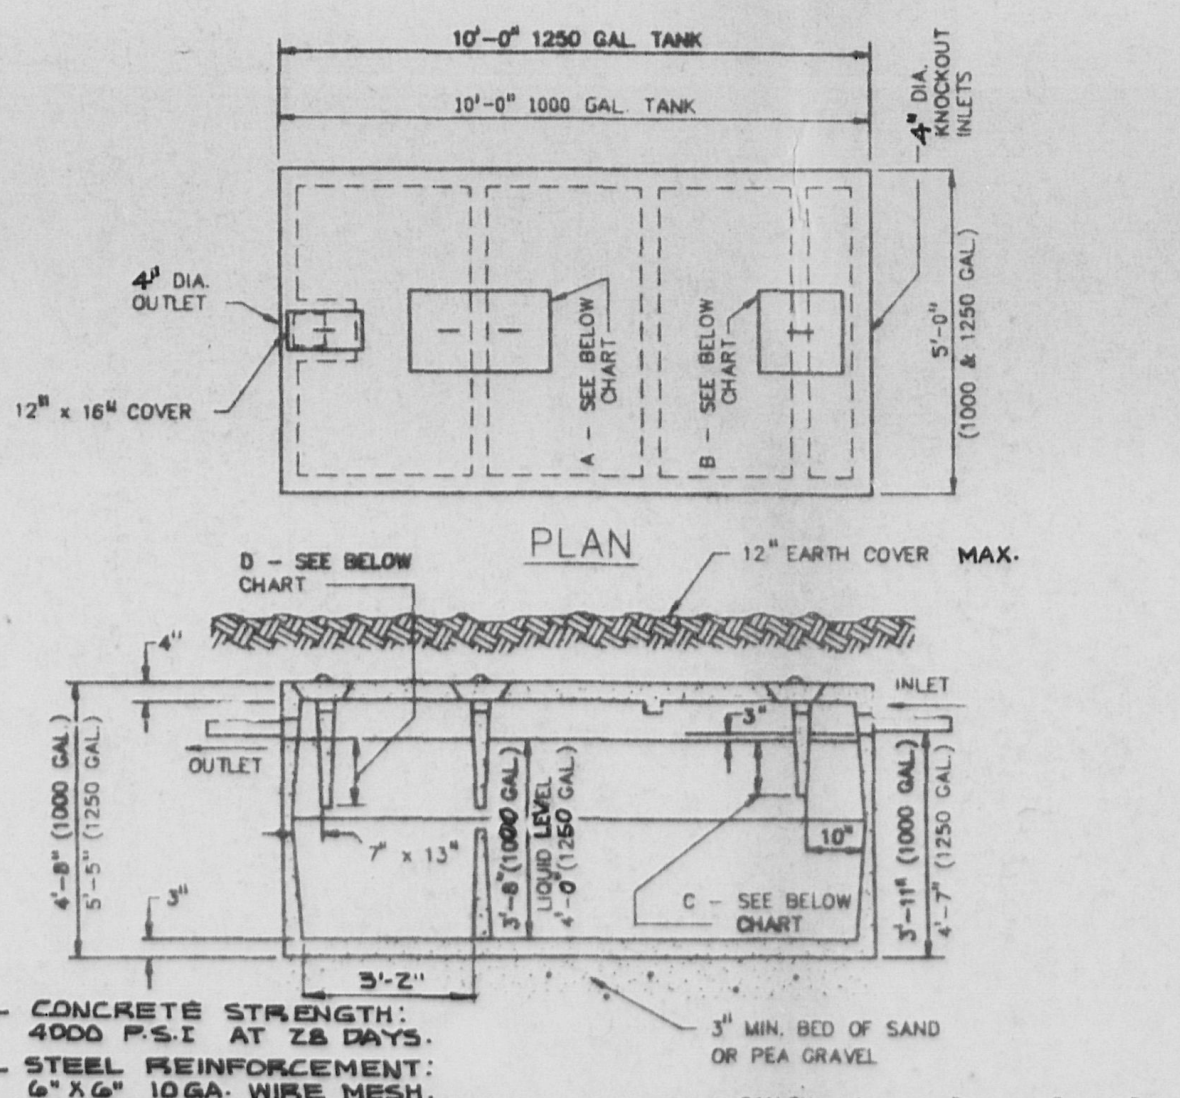 10'-0" 1250 GAL. TANK
10'-0" 1000 GAL. TANK
4" DIA.
KNOCKOUT
INLETS
4" DIA.
OUTLET
12" x 16" COVER
A - SEE BELOW
CHART
B - SEE BELOW
CHART
5'-0"
(1000 & 1250 GAL.)
PLAN
D - SEE BELOW
CHART
12" EARTH COVER MAX.
4"
INLET
3"
OUTLET
4'-8" (1000 GAL.)
5'-5" (1250 GAL.)
3'-8" (1000 GAL.)
LIQUID LEVEL
4'-0" (1250 GAL.)
7" x 13"
10"
3'-11" (1000 GAL.)
4'-7" (1250 GAL.)
3"
C - SEE BELOW
CHART
3'-2"
- CONCRETE STRENGTH:
4000 P.S.I AT 28 DAYS.
- STEEL REINFORCEMENT:
6" X 6" 10 GA. WIRE MESH.
3" MIN. BED OF SAND
OR PEA GRAVEL